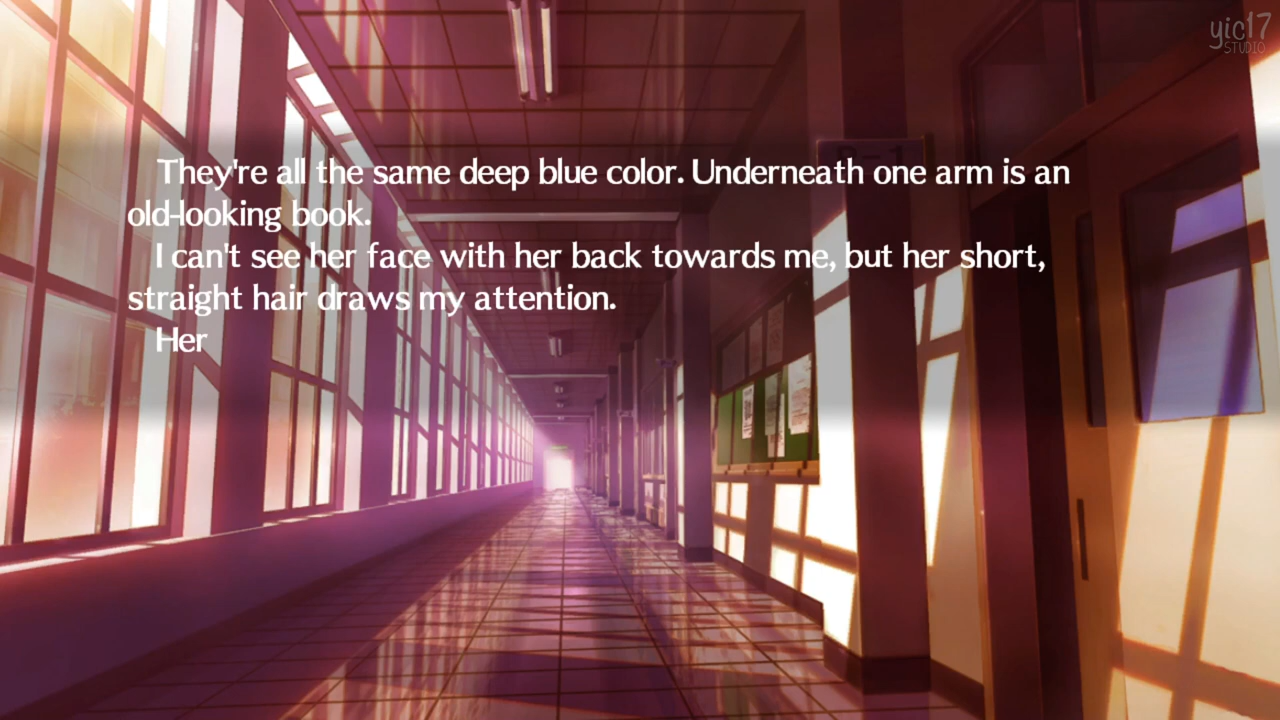 yic17
STUDIO
They're all the same deep blue color. Underneath one arm is an
old-looking book.
I can't see her face with her back towards me, but her short,
straight hair draws my attention.
Her